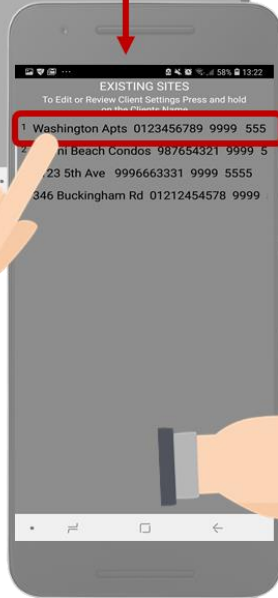 58% 13:22
EXISTING SITES
To Edit or Review Client Settings Press and hold
on the Clients Name
1 Washington Apts 0123456789 9999 555
2 ni Beach Condos 987654321 9999 5
23 5th Ave 9996663331 9999 5555
346 Buckingham Rd 01212454578 9999